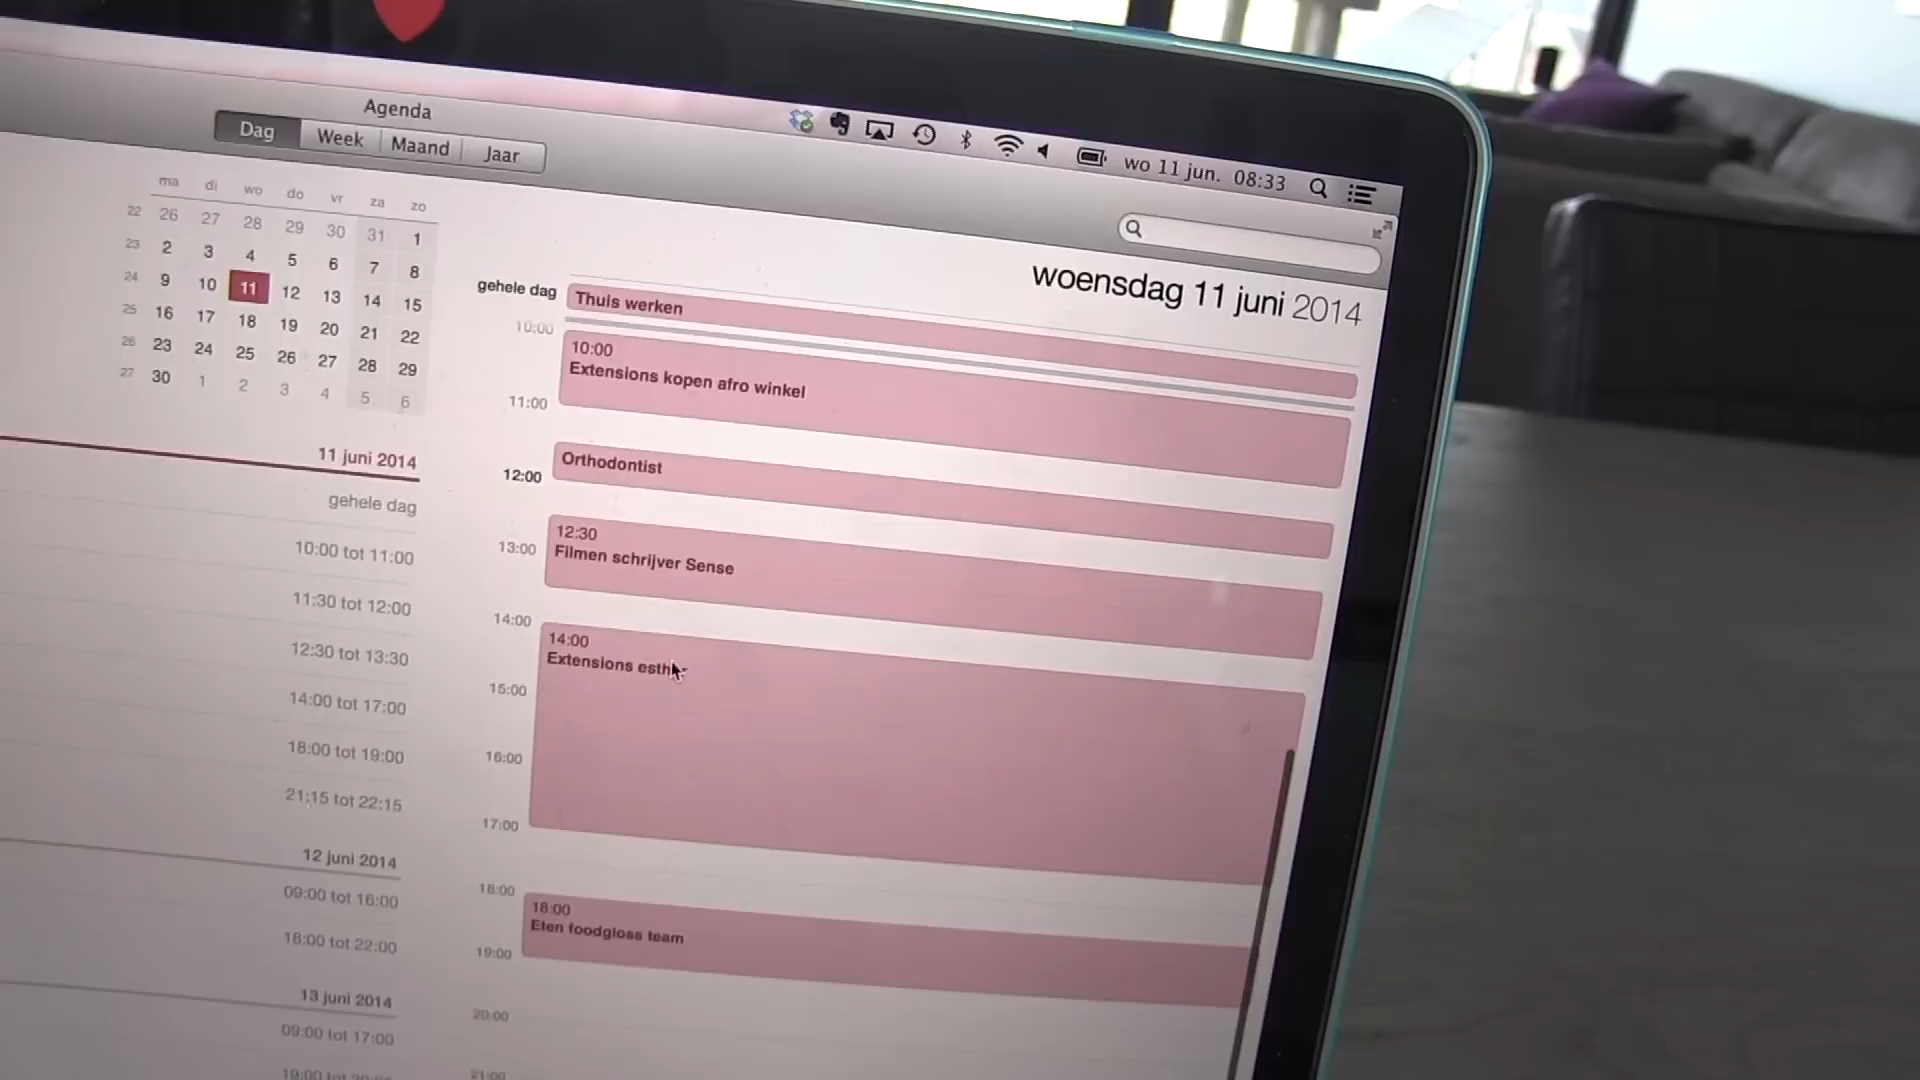 Agenda
Dag Week Maand Jaar
wo 11 jun. 08:33
ma di wo do vr za zo
22 26 27 28 29 30 31 1
23 2 3 4 5 6 7 8
24 9 10 11 12 13 14 15
25 16 17 18 19 20 21 22
26 23 24 25 26 27 28 29
27 30 1 2 3 4 5 6
11 juni 2014
gehele dag
10:00 tot 11:00
11:30 tot 12:00
12:30 tot 13:30
14:00 tot 17:00
18:00 tot 19:00
21:15 tot 22:15
12 juni 2014
09:00 tot 16:00
18:00 tot 22:00
13 juni 2014
09:00 tot 17:00
woensdag 11 juni 2014
gehele dag Thuis werken
10:00
10:00
Extensions kopen afro winkel
11:00
Orthodontist
12:00
12:30
Filmen schrijver Sense
13:00
14:00
14:00
Extensions
15:00
16:00
17:00
18:00
18:00
Eten foodgloss team
19:00
20:00
21:00